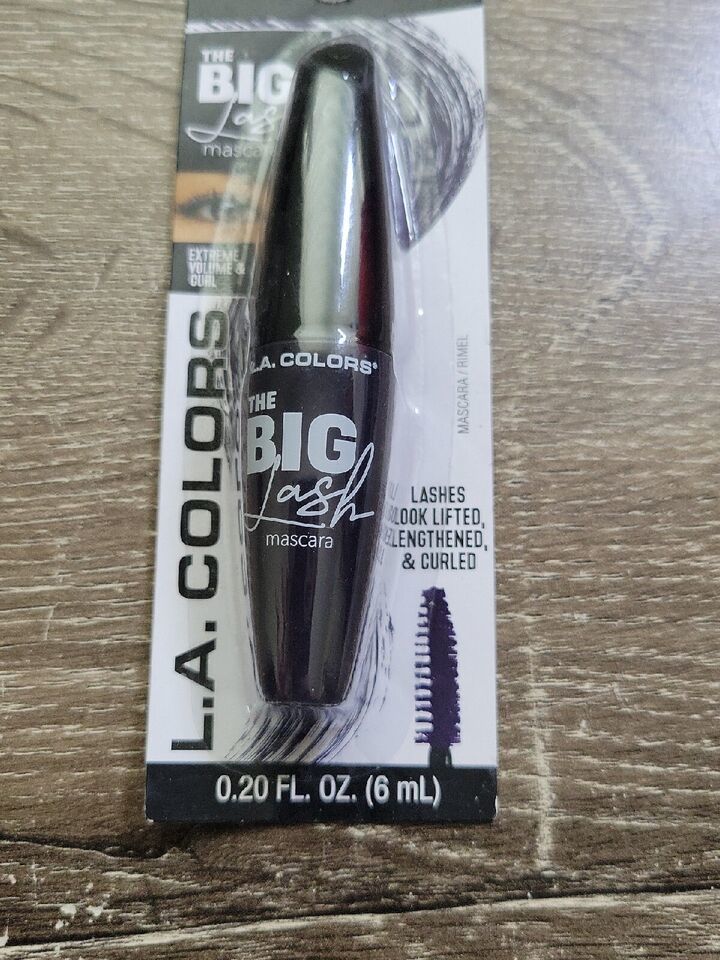 THE
BIG
Lash
mascara
EXTREME
VOLUME &
CURL
L.A. COLORS
L.A. COLORS®
THE
BIG
Lash
mascara
MASCARA / RIMEL
LASHES
LOOK LIFTED,
LENGTHENED,
& CURLED
0.20 FL. OZ. (6 mL)